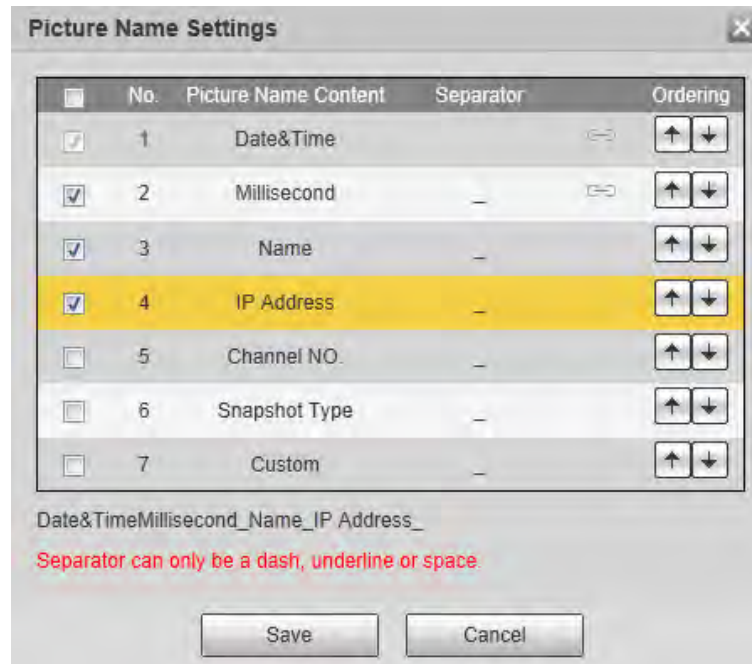 Picture Name Settings
No. Picture Name Content Separator Ordering
1 Date&Time
2 Millisecond _
3 Name _
4 IP Address _
5 Channel NO. _
6 Snapshot Type _
7 Custom _
Date&TimeMillisecond_Name_IP Address_
Separator can only be a dash, underline or space.
Save Cancel